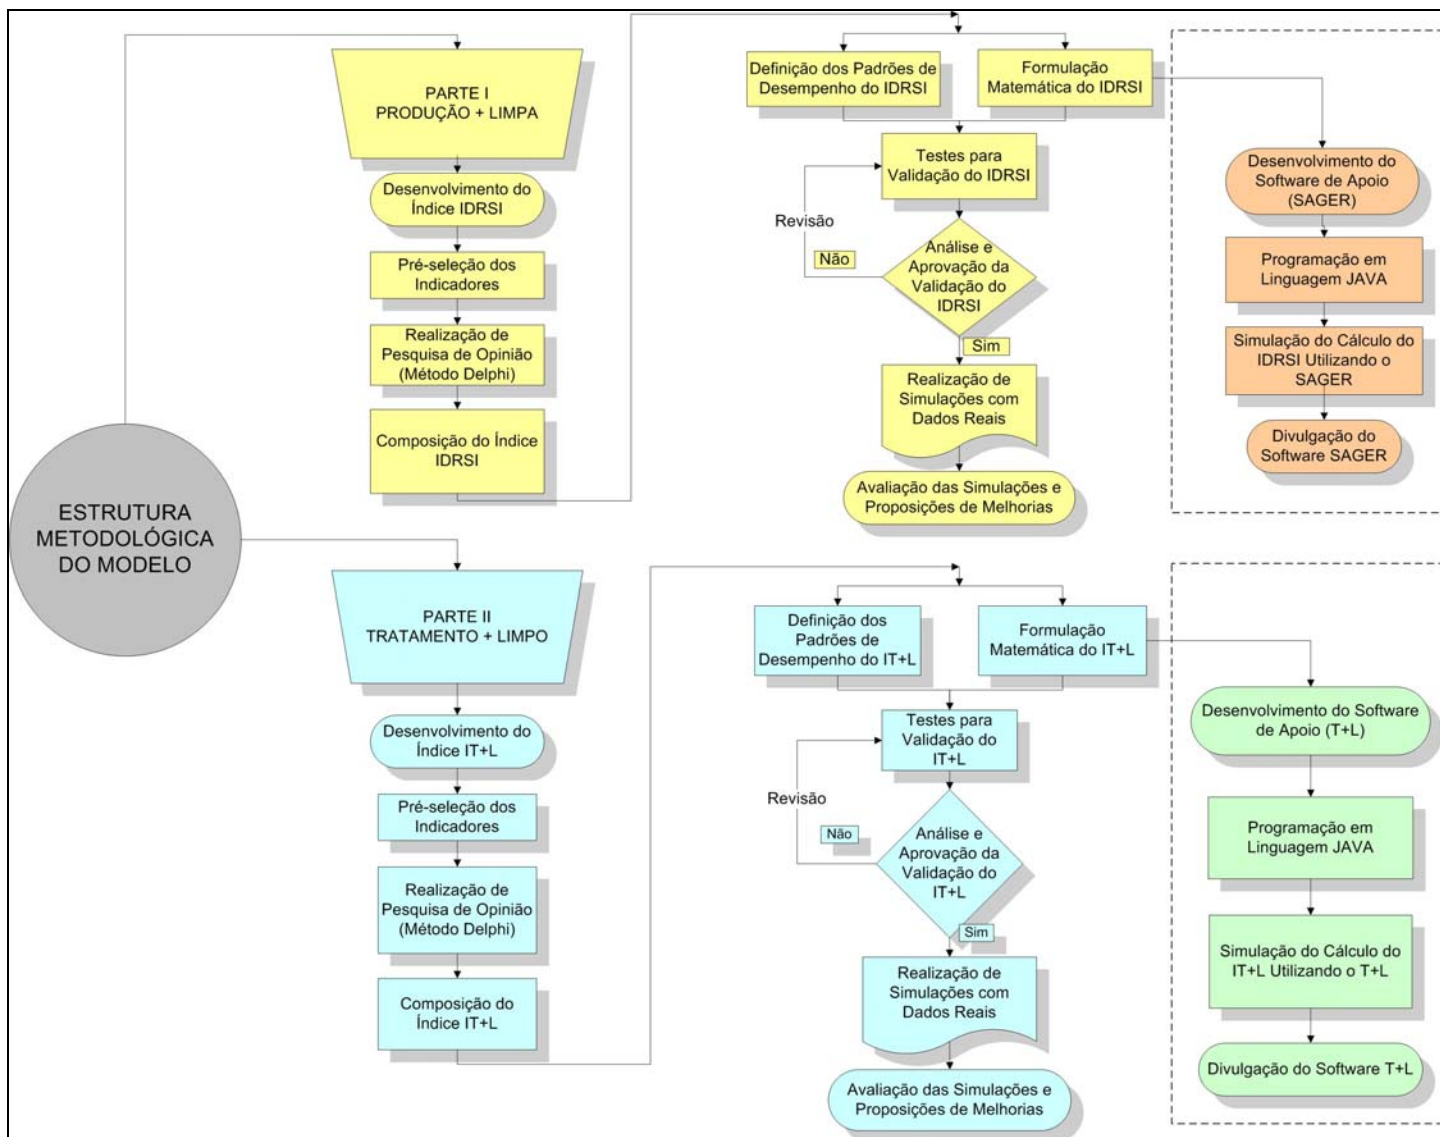 ESTRUTURA
METODOLÓGICA
DO MODELO
PARTE I
PRODUÇÃO + LIMPA
Desenvolvimento do
Índice IDRSI
Pré-seleção dos
Indicadores
Realização de
Pesquisa de Opinião
(Método Delphi)
Composição do Índice
IDRSI
Definição dos Padrões de
Desempenho do IDRSI
Formulação
Matemática do IDRSI
Testes para
Validação do IDRSI
Revisão
Não
Análise e
Aprovação da
Validação do
IDRSI
Sim
Realização de
Simulações com
Dados Reais
Avaliação das Simulações e
Proposições de Melhorias
Desenvolvimento do
Software de Apoio
(SAGER)
Programação em
Linguagem JAVA
Simulação do Cálculo do
IDRSI Utilizando o
SAGER
Divulgação do
Software SAGER
PARTE II
TRATAMENTO + LIMPO
Desenvolvimento do
Índice IT+L
Pré-seleção dos
Indicadores
Realização de
Pesquisa de Opinião
(Método Delphi)
Composição do
Índice IT+L
Definição dos
Padrões de
Desempenho do IT+L
Formulação
Matemática do IT+L
Testes para
Validação do
IT+L
Revisão
Não
Análise e
Aprovação da
Validação do
IT+L
Sim
Realização de
Simulações com
Dados Reais
Avaliação das Simulações e
Proposições de Melhorias
Desenvolvimento do Software
de Apoio (T+L)
Programação em
Linguagem JAVA
Simulação do Cálculo do
IT+L Utilizando o T+L
Divulgação do Software T+L